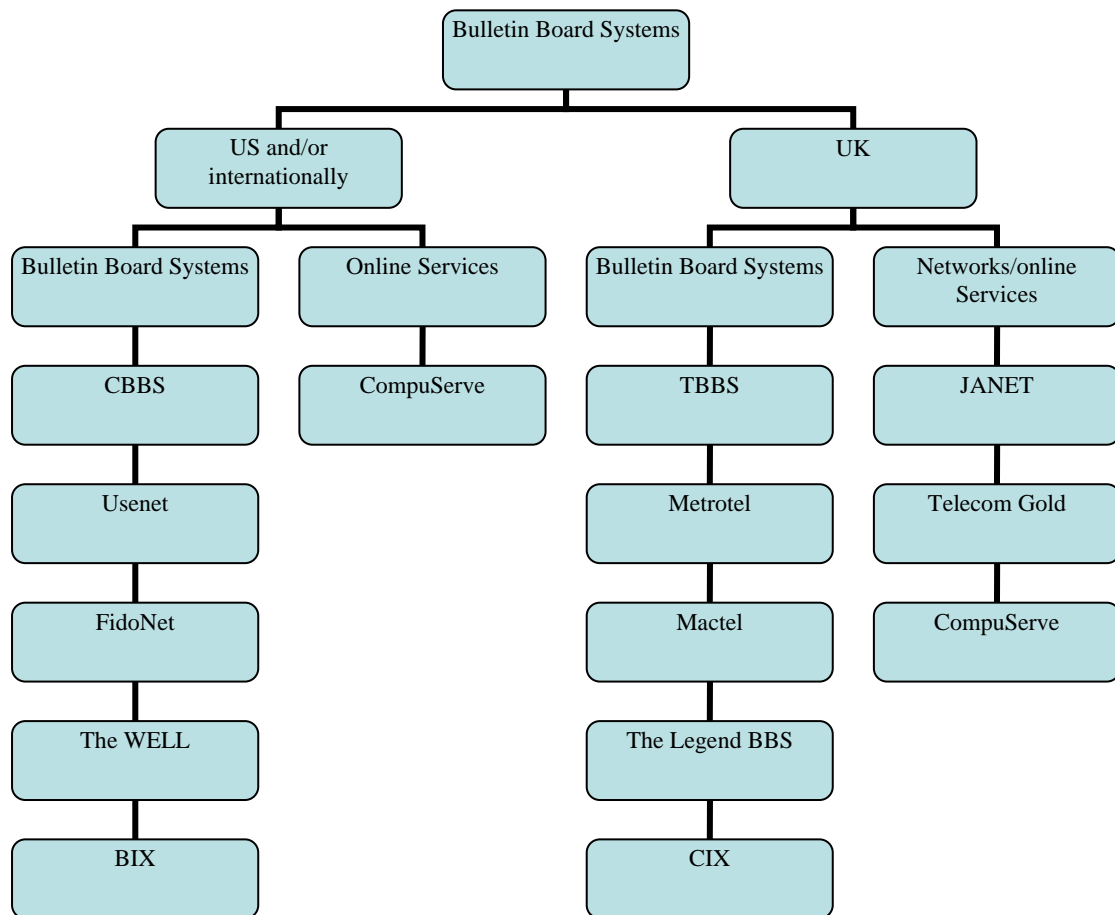 Bulletin Board Systems
US and/or
internationally
UK
Bulletin Board Systems
Online Services
Bulletin Board Systems
Networks/online
Services
CBBS
CompuServe
TBBS
JANET
Usenet
Metrotel
Telecom Gold
FidoNet
Mactel
CompuServe
The WELL
The Legend BBS
BIX
CIX